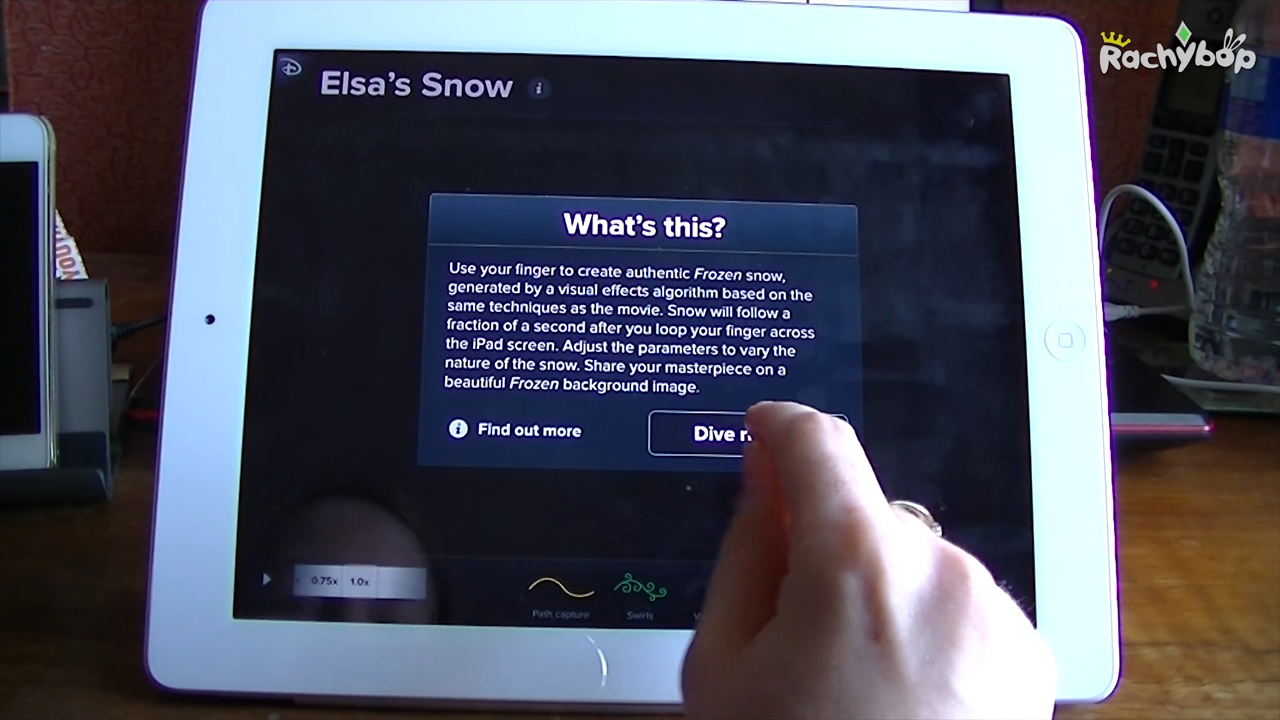 Rachybop
Elsa's Snow
What's this?
Use your finger to create authentic Frozen snow,
generated by a visual effects algorithm based on the
same techniques as the movie. Snow will follow a
fraction of a second after you loop your finger across
the iPad screen. Adjust the parameters to vary the
nature of the snow. Share your masterpiece on a
beautiful Frozen background image.
Find out more
Dive
0.75x 1.0x
Path capture
Swirls